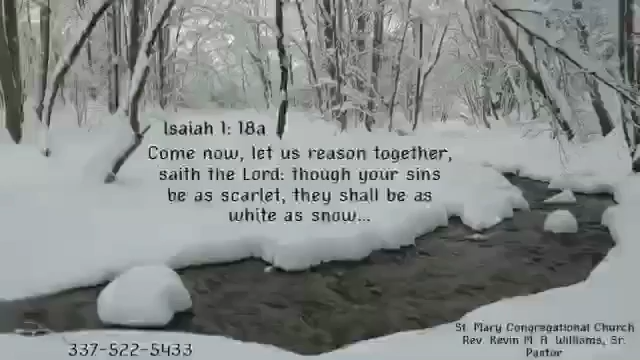 Isaiah 1: 18a
Come now, let us reason together,
saith the Lord: though your sins
be as scarlet, they shall be as
white as snow...
St. Mary Congregational Church
Rev. Kevin M. A. Williams, Sr.
Pastor
337-522-5433